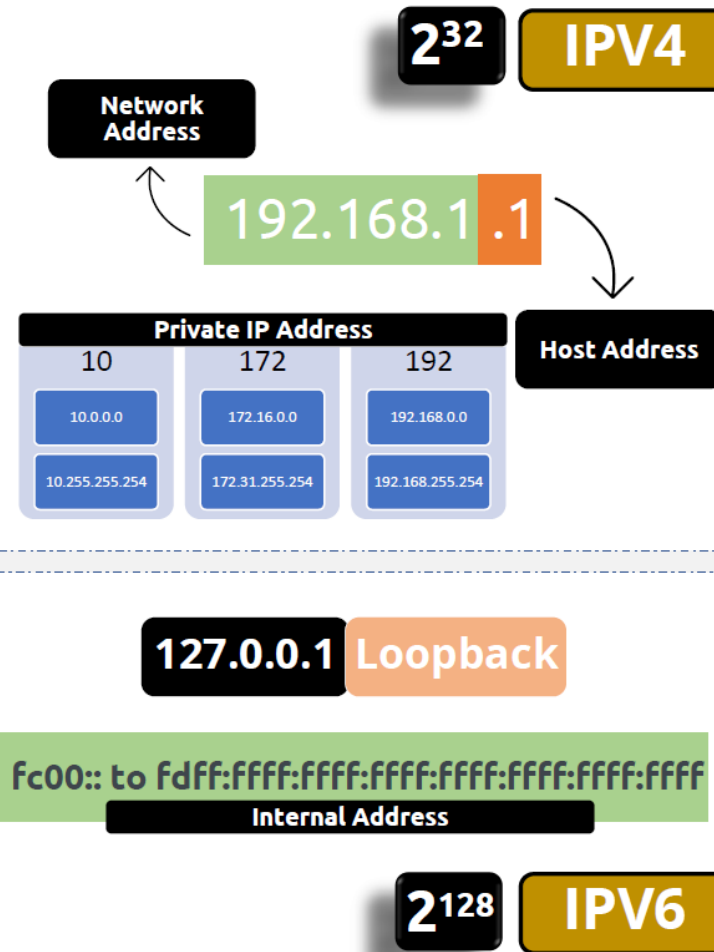 2³² IPV4
Network
Address
192.168.1 .1
Private IP Address
Host Address
10 172 192
10.0.0.0 172.16.0.0 192.168.0.0
10.255.255.254 172.31.255.254 192.168.255.254
127.0.0.1 Loopback
fc00:: to fdff:ffff:ffff:ffff:ffff:ffff:ffff:ffff
Internal Address
2¹²⁸ IPV6